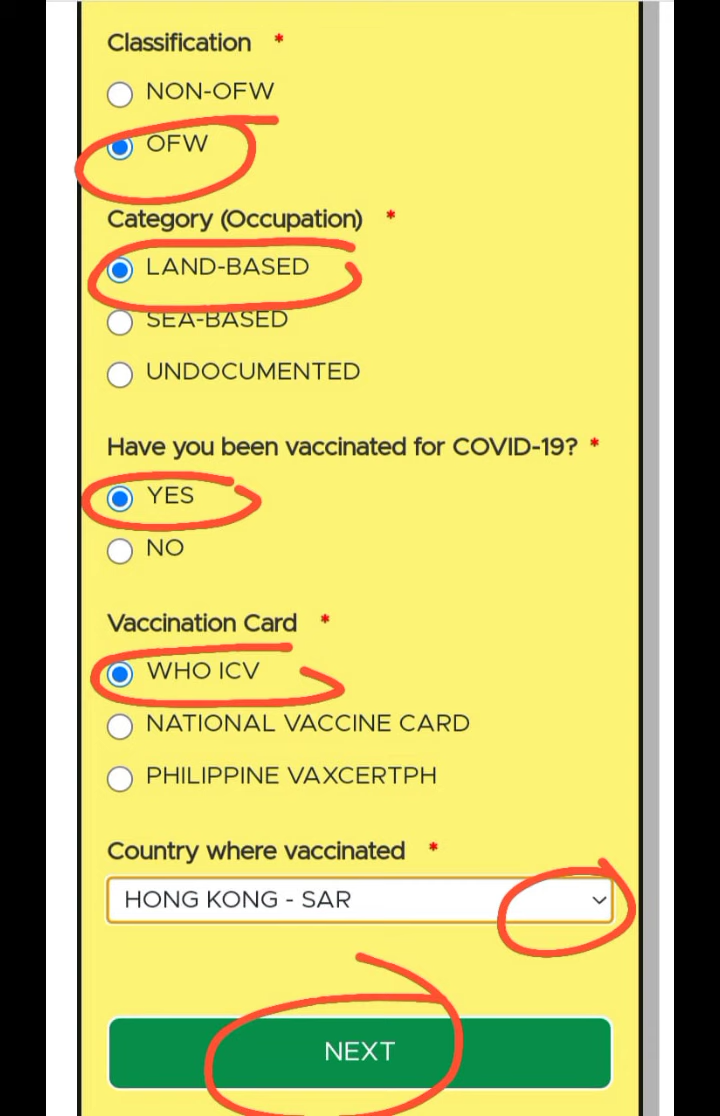 Classification *
NON-OFW
OFW
Category (Occupation) *
LAND-BASED
SEA-BASED
UNDOCUMENTED
Have you been vaccinated for COVID-19? *
YES
NO
Vaccination Card *
WHO ICV
NATIONAL VACCINE CARD
PHILIPPINE VAXCERTPH
Country where vaccinated *
HONG KONG - SAR
NEXT